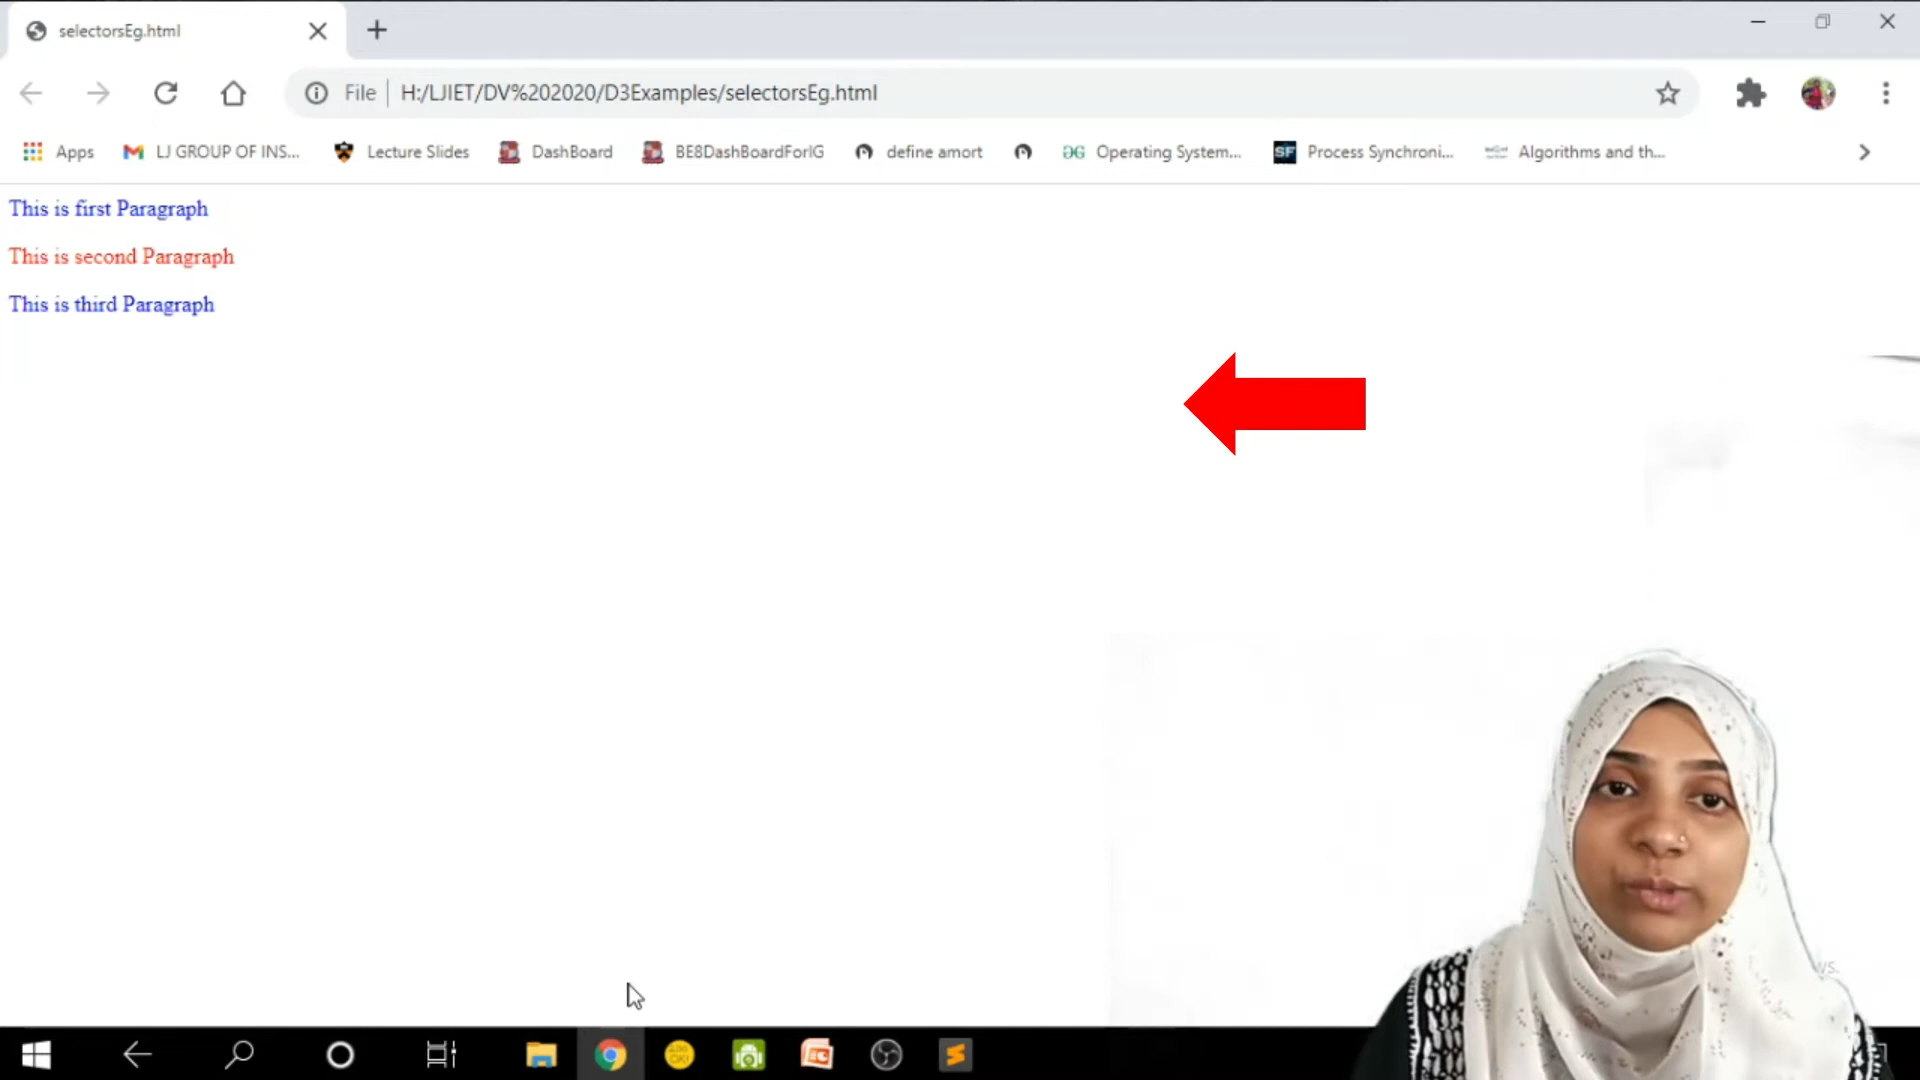 selectorsEg.html
File H:/LJIET/DV%202020/D3Examples/selectorsEg.html
Apps LJ GROUP OF INS... Lecture Slides DashBoard BE8DashBoardForIG define amort Operating System... SF Process Synchroni... Algorithms and th...
This is first Paragraph
This is second Paragraph
This is third Paragraph